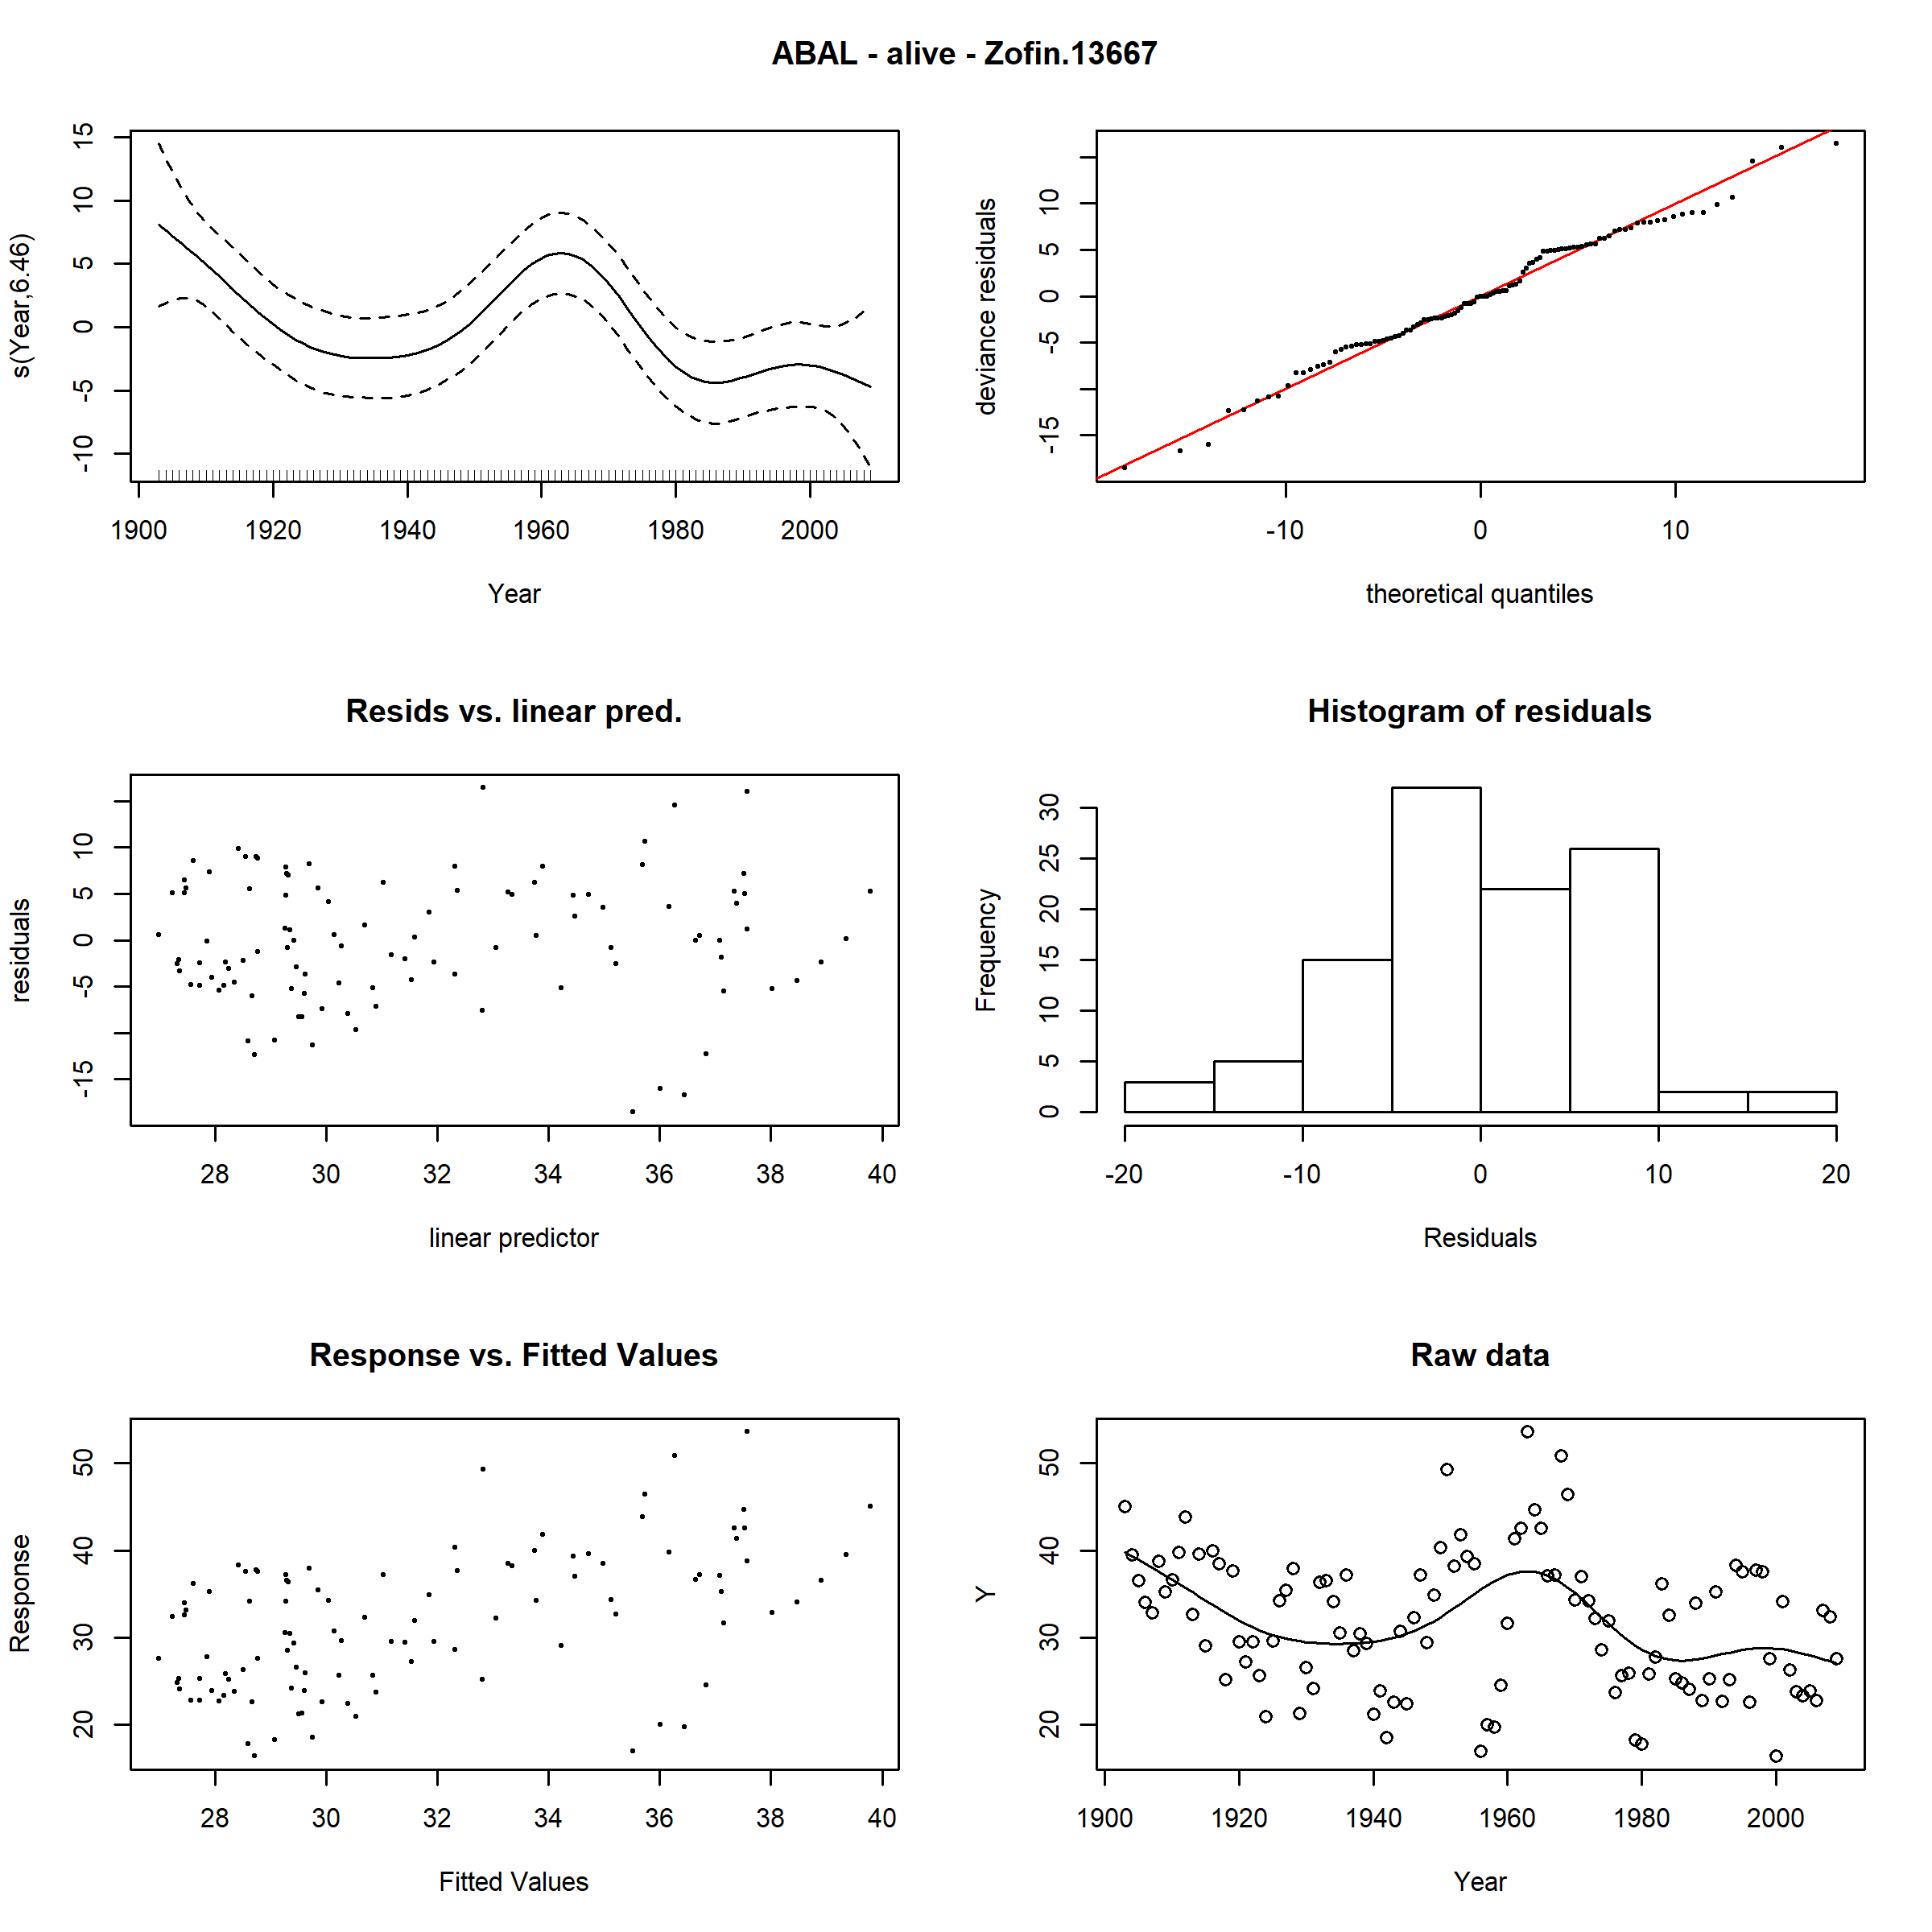 ABAL - alive - Zofin.13667
s(Year,6.46)
15
10
5
0
-5
-10
1900 1920 1940 1960 1980 2000
Year
deviance residuals
10
5
0
-5
-15
-10 0 10
theoretical quantiles
Resids vs. linear pred.
residuals
10
5
0
-5
-15
28 30 32 34 36 38 40
linear predictor
Histogram of residuals
Frequency
30
25
20
15
10
5
0
-20 -10 0 10 20
Residuals
Response vs. Fitted Values
Response
50
40
30
20
28 30 32 34 36 38 40
Fitted Values
Raw data
Y
50
40
30
20
1900 1920 1940 1960 1980 2000
Year